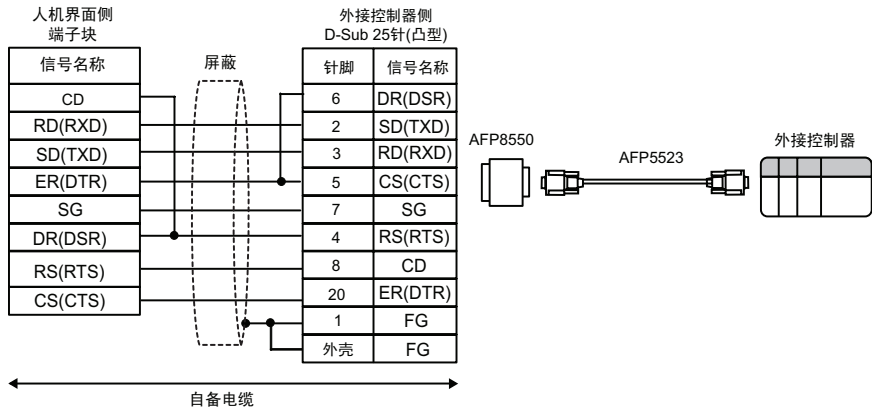 人机界面侧
端子块
信号名称
CD
RD(RXD)
SD(TXD)
ER(DTR)
SG
DR(DSR)
RS(RTS)
CS(CTS)
屏蔽
外接控制器侧
D-Sub 25针(凸型)
针脚 信号名称
6 DR(DSR)
2 SD(TXD)
3 RD(RXD)
5 CS(CTS)
7 SG
4 RS(RTS)
8 CD
20 ER(DTR)
1 FG
外壳 FG
自备电缆
AFP8550
AFP5523
外接控制器